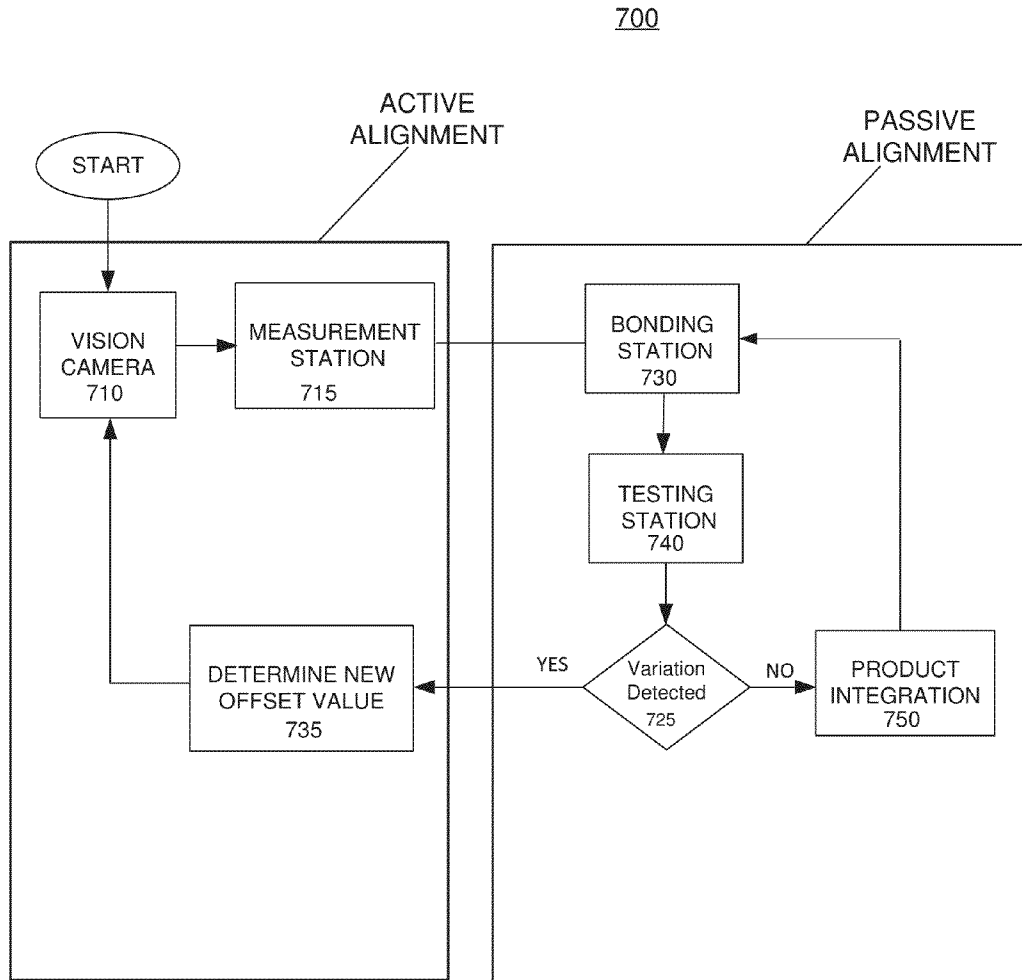 700
ACTIVE
ALIGNMENT
PASSIVE
ALIGNMENT
START
VISION
CAMERA
710
MEASUREMENT
STATION
715
BONDING
STATION
730
TESTING
STATION
740
Variation
Detected
725
YES
NO
DETERMINE NEW
OFFSET VALUE
735
PRODUCT
INTEGRATION
750